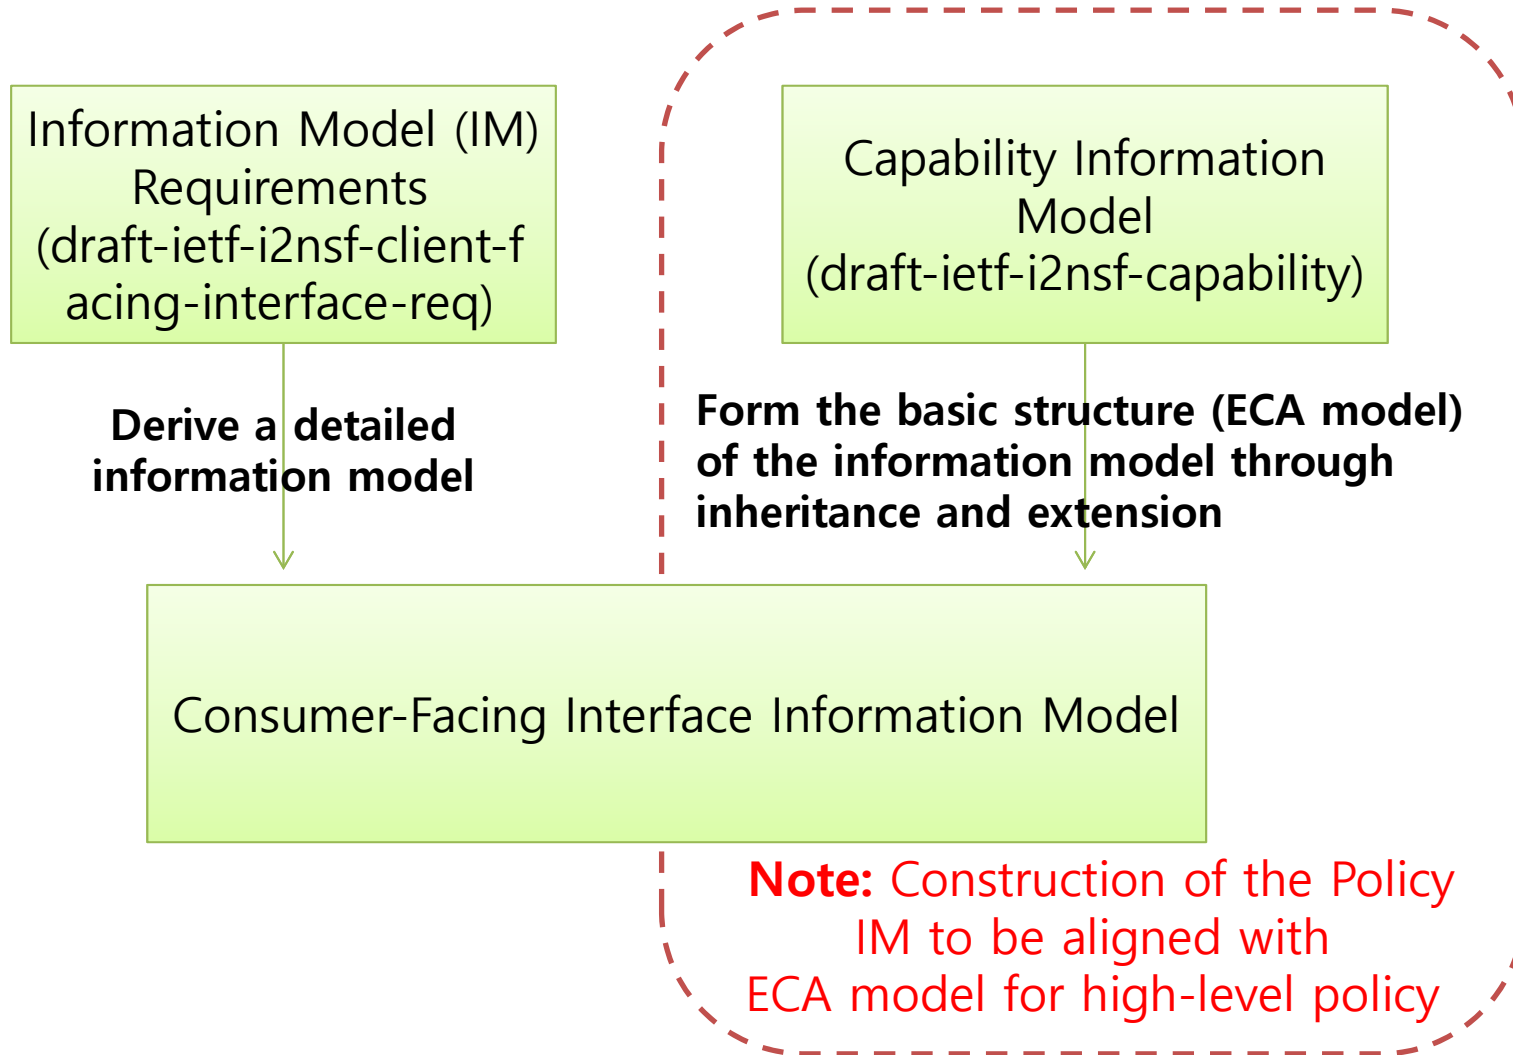 Information Model (IM)
Requirements
(draft-ietf-i2nsf-client-f
acing-interface-req)
Capability Information
Model
(draft-ietf-i2nsf-capability)
Derive a detailed
information model
Form the basic structure (ECA model)
of the information model through
inheritance and extension
Consumer-Facing Interface Information Model
Note: Construction of the Policy
IM to be aligned with
ECA model for high-level policy